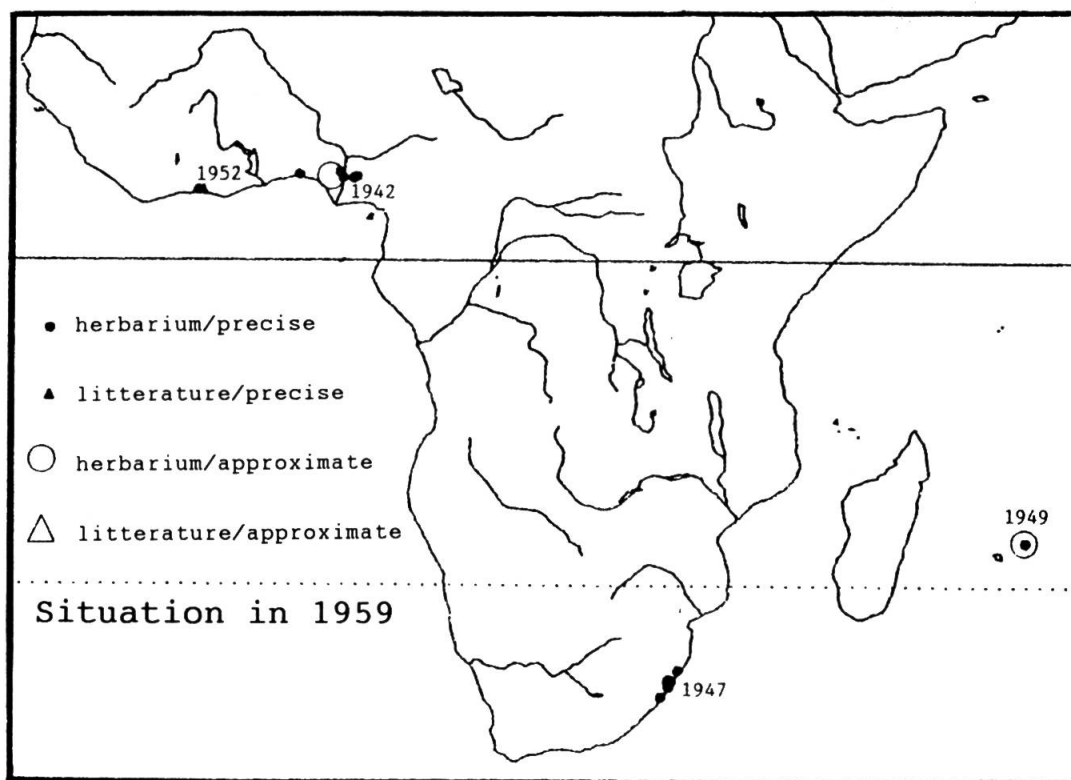 1952
1942
herbarium/precise
litterature/precise
herbarium/approximate
litterature/approximate
1949
Situation in 1959
1947